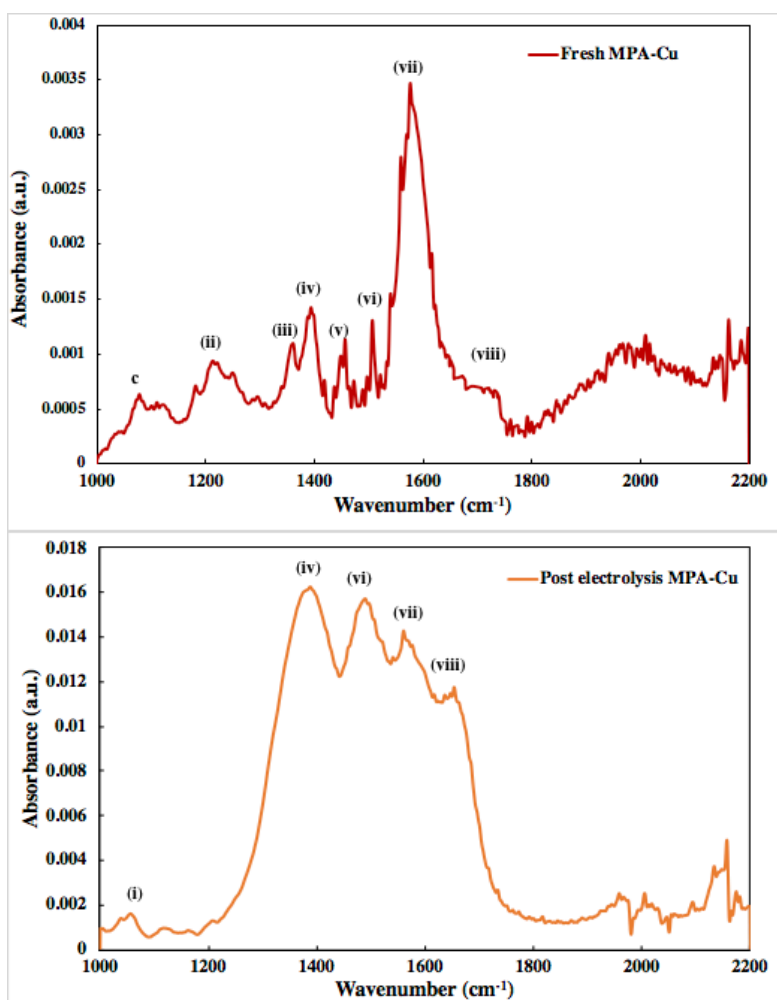 0.004
Fresh MPA-Cu
(vii)
0.0035
0.003
0.0025
0.002
0.0015
(iv)
(vi)
(iii)
(v)
(ii)
(viii)
0.001
c
0.0005
0
Absorbance (a.u.)
1000 1200 1400 1600 1800 2000 2200
Wavenumber (cm-1)
0.018
Post electrolysis MPA-Cu
(iv)
(vi)
0.016
(vii)
0.014
(viii)
0.012
0.01
0.008
0.006
0.004
(i)
0.002
0
Absorbance (a.u.)
1000 1200 1400 1600 1800 2000 2200
Wavenumber (cm-1)